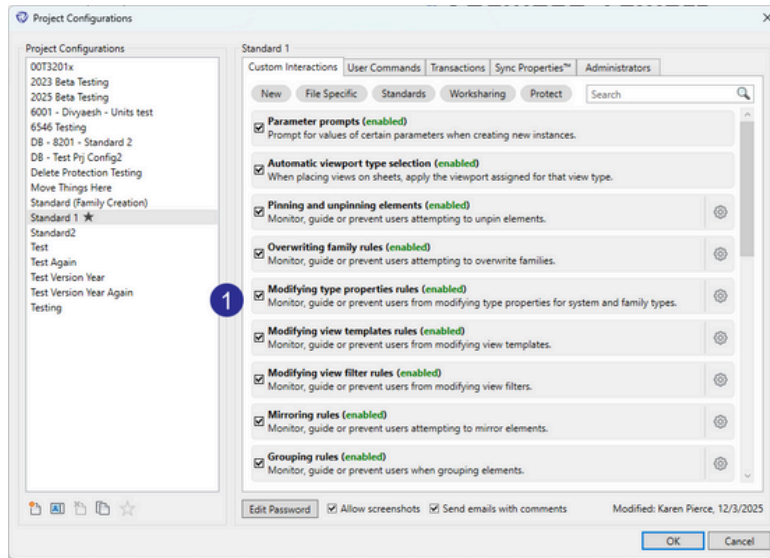 Project Configurations
Project Configurations
00T3201x
2023 Beta Testing
2025 Beta Testing
6001 - Divyaesh - Units test
6546 Testing
DB - 8201 - Standard 2
DB - Test Prj Config2
Delete Protection Testing
Move Things Here
Standard (Family Creation)
Standard 1 ★
Standard2
Test
Test Again
Test Version Year
Test Version Year Again
Testing
Standard 1
Custom Interactions User Commands Transactions Sync Properties™ Administrators
New File Specific Standards Worksharing Protect Search
Parameter prompts (enabled)
Prompt for values of certain parameters when creating new instances.
Automatic viewport type selection (enabled)
When placing views on sheets, apply the viewport assigned for that view type.
Pinning and unpinning elements (enabled)
Monitor, guide or prevent users attempting to unpin elements.
Overwriting family rules (enabled)
Monitor, guide or prevent users attempting to overwrite families.
1
Modifying type properties rules (enabled)
Monitor, guide or prevent users from modifying type properties for system and family types.
Modifying view templates rules (enabled)
Monitor, guide or prevent users from modifying view templates.
Modifying view filter rules (enabled)
Monitor, guide or prevent users from modifying view filters.
Mirroring rules (enabled)
Monitor, guide or prevent users attempting to mirror elements.
Grouping rules (enabled)
Monitor, guide or prevent users when grouping elements.
Edit Password Allow screenshots Send emails with comments Modified: Karen Pierce, 12/3/2025
OK Cancel